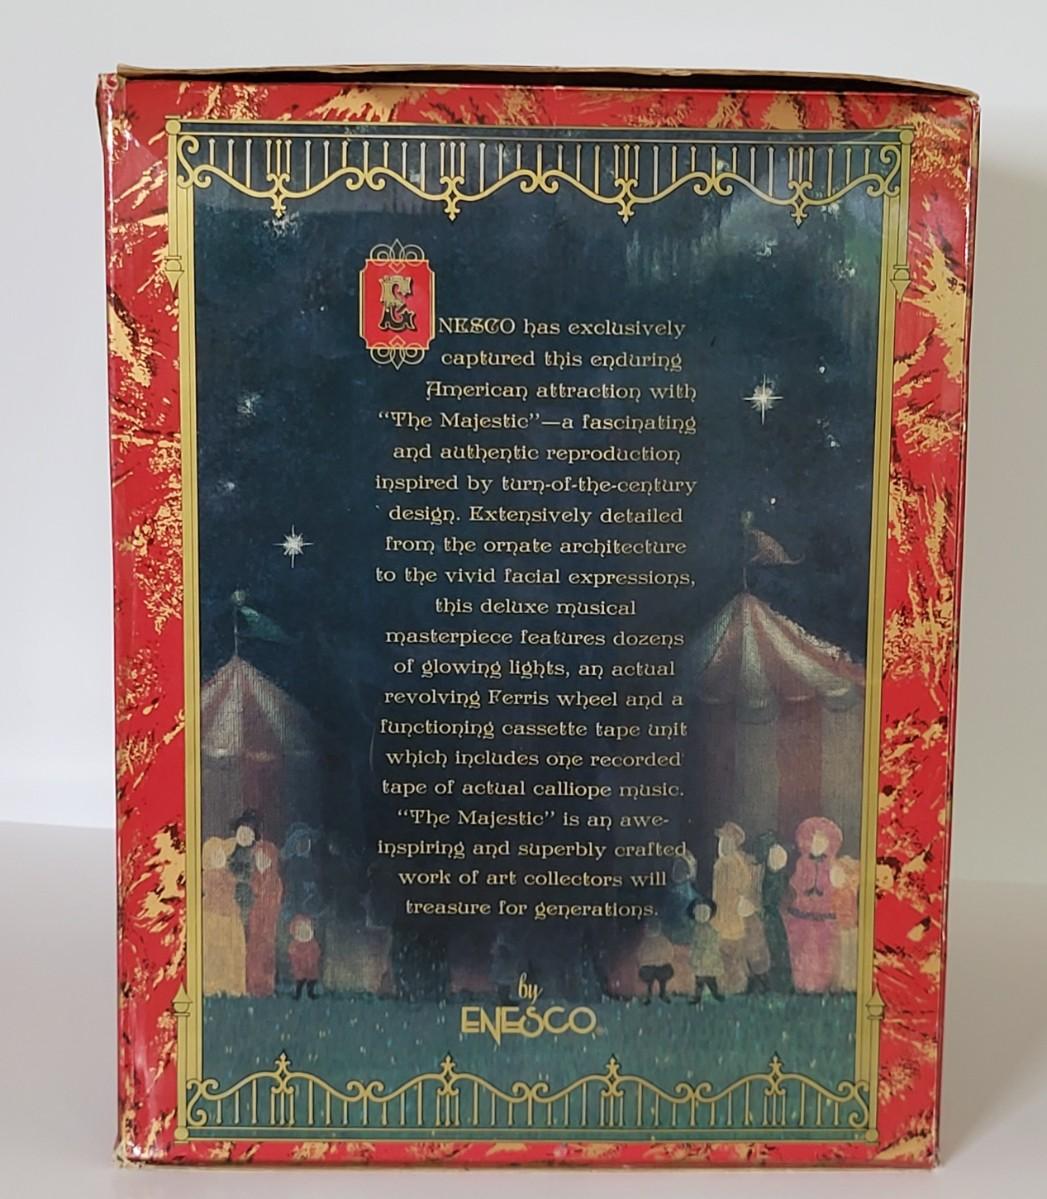 ENESCO has exclusively
captured this enduring
American attraction with
“The Majestic”—a fascinating
and authentic reproduction
inspired by turn-of-the-century
design. Extensively detailed
from the ornate architecture
to the vivid facial expressions,
this deluxe musical
masterpiece features dozens
of glowing lights, an actual
revolving Ferris wheel and a
functioning cassette tape unit
which includes one recorded
tape of actual calliope music.
“The Majestic” is an awe-
inspiring and superbly crafted
work of art collectors will
treasure for generations.
by
ENESCO